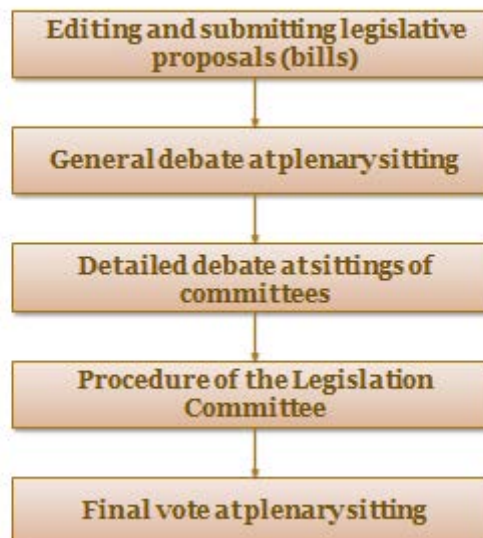 Editing and submitting legislative
proposals (bills)
General debate at plenary sitting
Detailed debate at sittings of
committees
Procedure of the Legislation
Committee
Final vote at plenary sitting